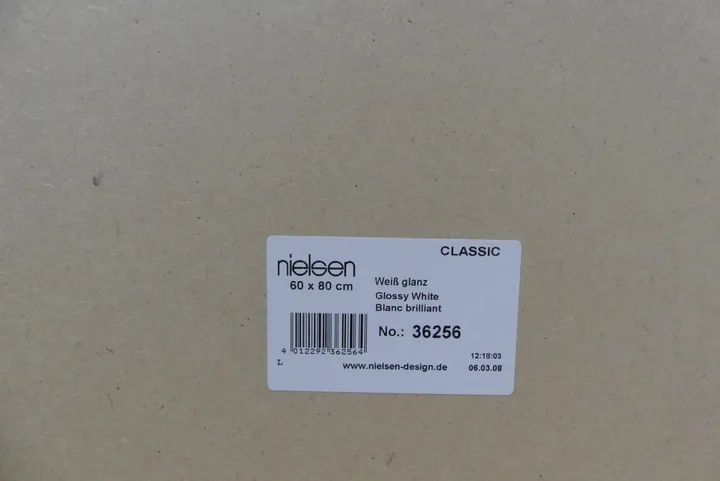 CLASSIC
nielsen
60 x 80 cm
Weiß glanz
Glossy White
Blanc brilliant
No.: 36256
4 012292 362564
12:18:03
L
www.nielsen-design.de
06.03.08